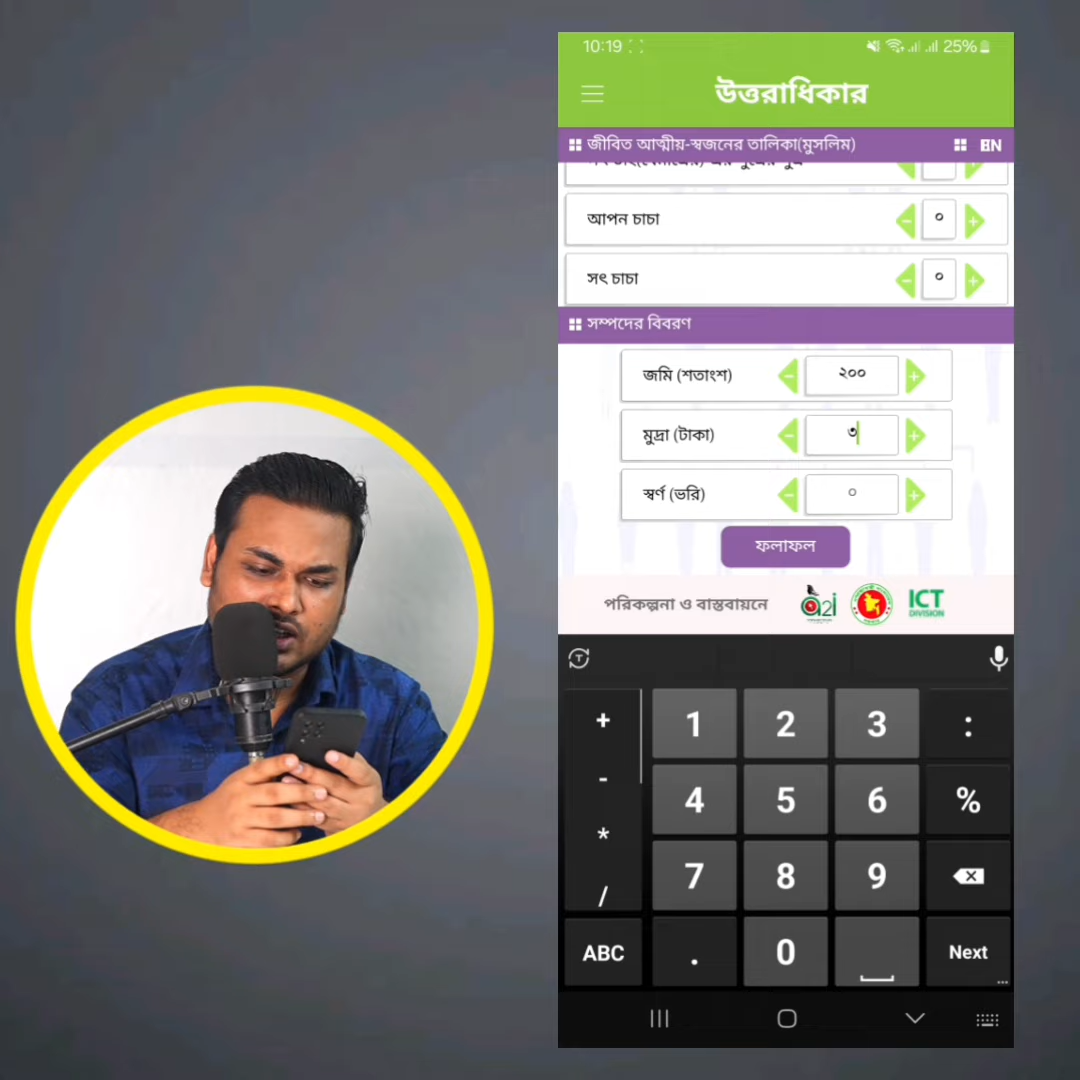 10:19 25%
উত্তরাধিকার
জীবিত আত্মীয়-স্বজনের তালিকা(মুসলিম) EN
আপন চাচা ০
সৎ চাচা ০
সম্পদের বিবরণ
জমি (শতাংশ) ২০০
মুদ্রা (টাকা) ৩
স্বর্ণ (ভরি) ০
ফলাফল
পরিকল্পনা ও বাস্তবায়নে a2i ICT DIVISION
+ 1 2 3 :
- 4 5 6 %
* 7 8 9
/
ABC . 0 Next